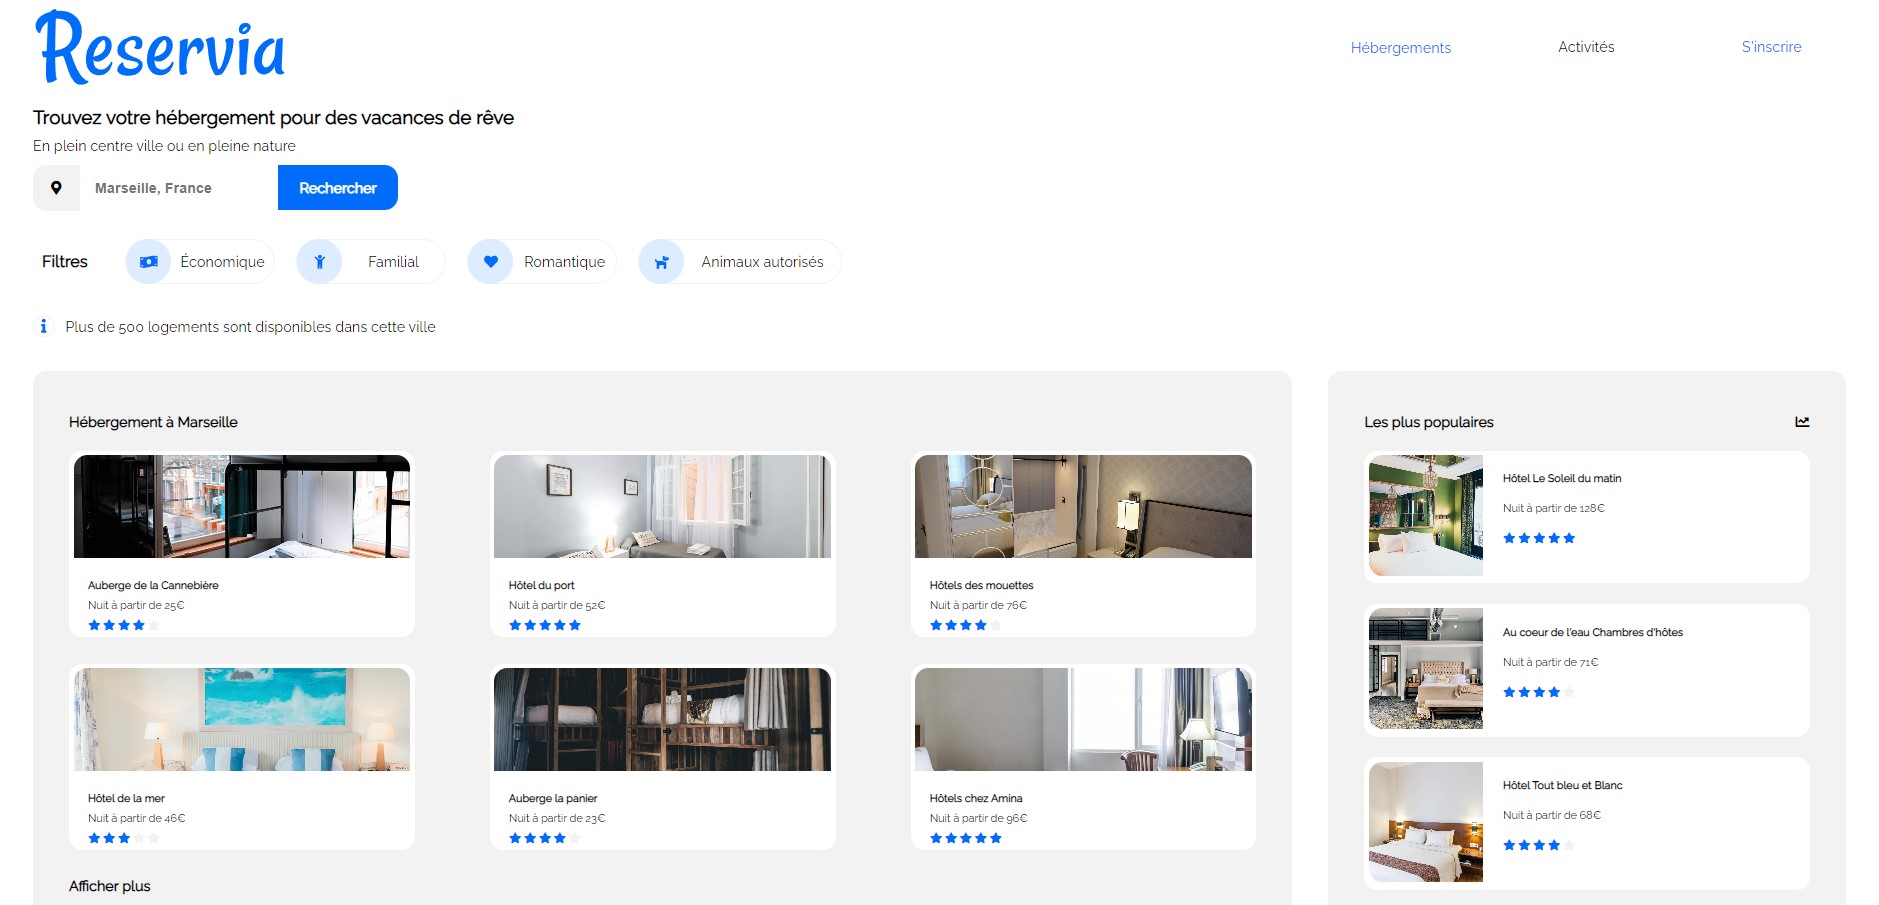 Reservia
Hébergements
Activités
S'inscrire
Trouvez votre hébergement pour des vacances de rêve
En plein centre ville ou en pleine nature
Marseille, France
Rechercher
Filtres
Économique
Familial
Romantique
Animaux autorisés
Plus de 500 logements sont disponibles dans cette ville
Hébergement à Marseille
Auberge de la Cannebière
Nuit à partir de 25€
Hôtel du port
Nuit à partir de 52€
Hôtels des mouettes
Nuit à partir de 76€
Hôtel de la mer
Nuit à partir de 46€
Auberge la panier
Nuit à partir de 23€
Hôtels chez Amina
Nuit à partir de 96€
Afficher plus
Les plus populaires
Hôtel Le Soleil du matin
Nuit à partir de 128€
Au coeur de l'eau Chambres d'hôtes
Nuit à partir de 71€
Hôtel Tout bleu et Blanc
Nuit à partir de 68€